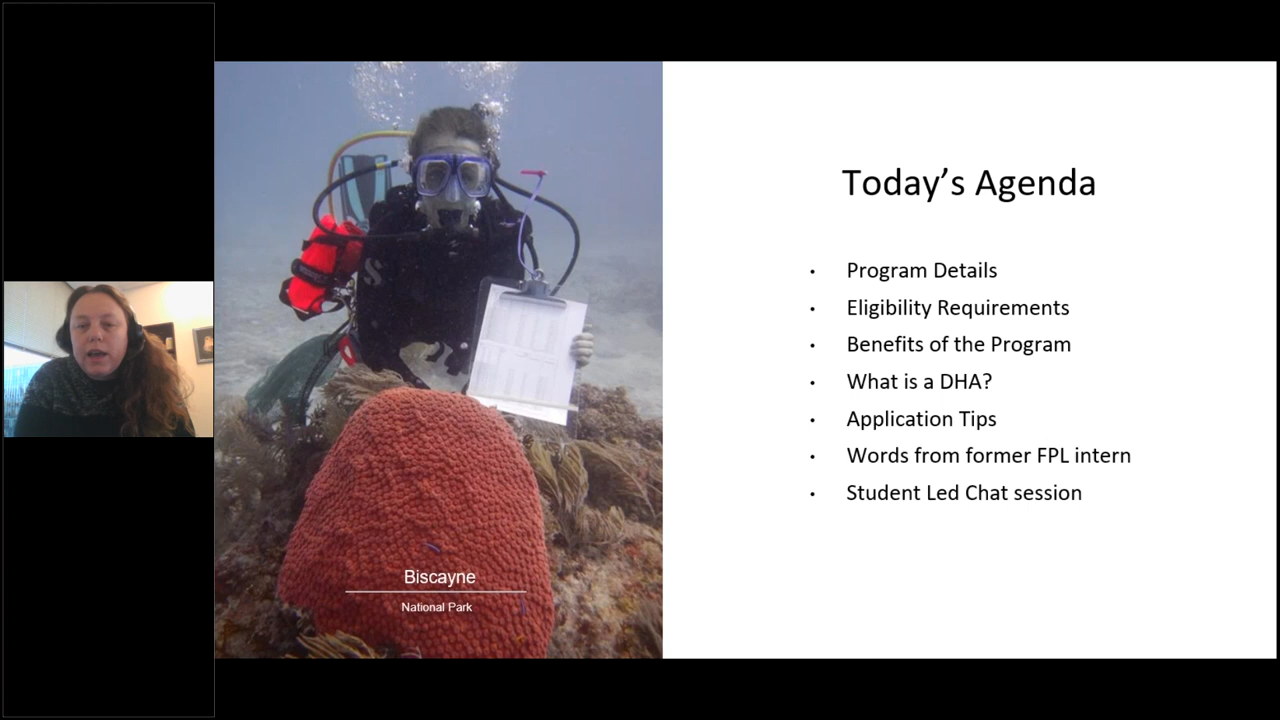 Today’s Agenda
• Program Details
• Eligibility Requirements
• Benefits of the Program
• What is a DHA?
• Application Tips
• Words from former FPL intern
• Student Led Chat session
Biscayne
National Park